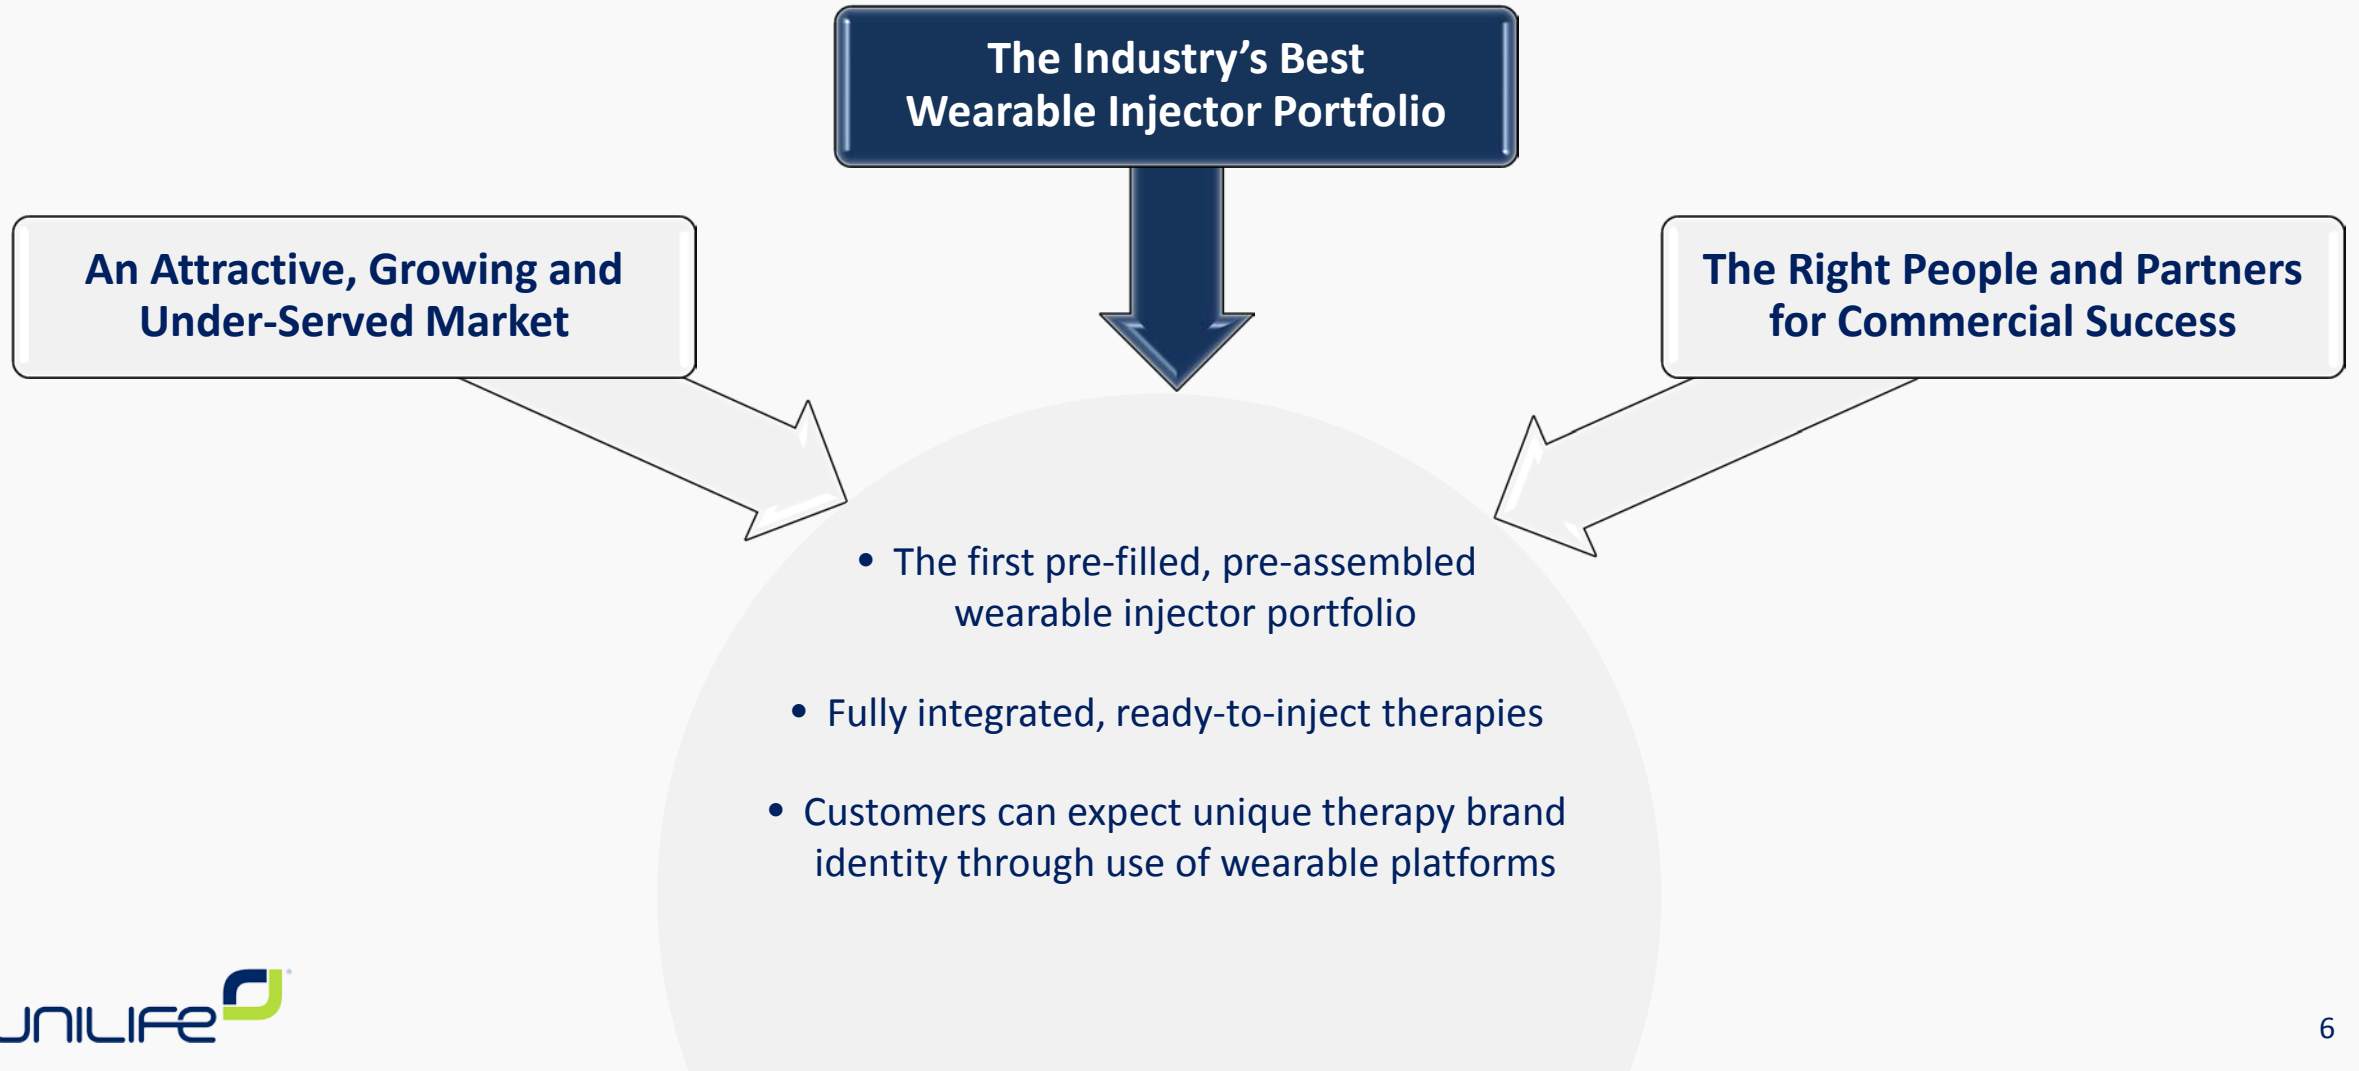 The Industry’s Best
Wearable Injector Portfolio
An Attractive, Growing and
Under-Served Market
The Right People and Partners
for Commercial Success
• The first pre-filled, pre-assembled
wearable injector portfolio
• Fully integrated, ready-to-inject therapies
• Customers can expect unique therapy brand
identity through use of wearable platforms
UNILIFE
6